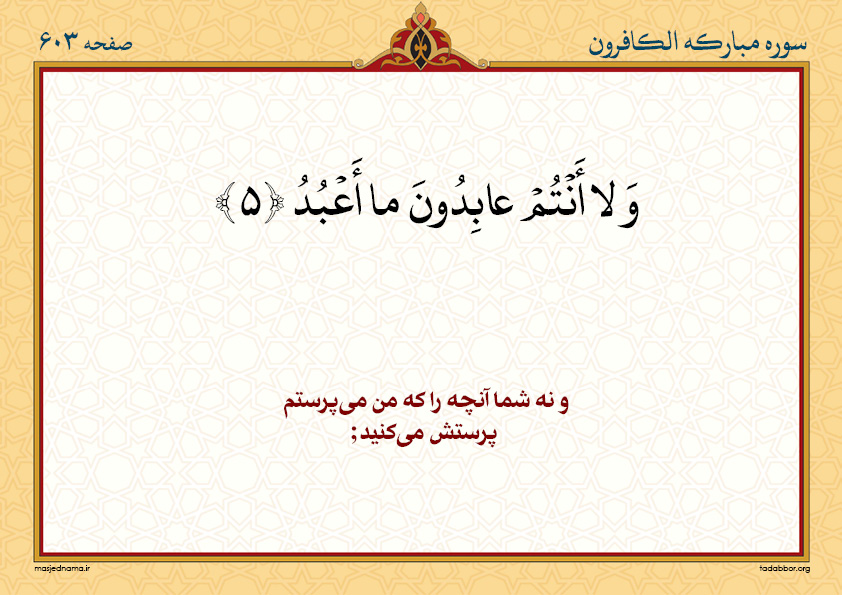 سوره مبارکه الکافرون
صفحه ۶۰۳
وَ لا أَنْتُمْ عابِدُونَ ما أَعْبُدُ ﴿۵﴾
و نه شما آنچه را که من می‌پرستم
پرستش می‌کنید;
masjednama.ir
tadabbor.org